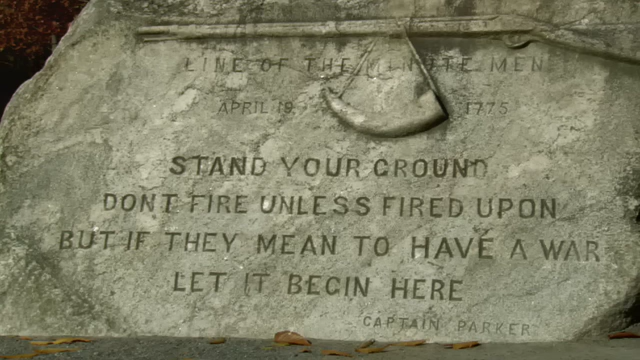 LINE OF THE MINUTE MEN
APRIL 19 1775
STAND YOUR GROUND
DONT FIRE UNLESS FIRED UPON
BUT IF THEY MEAN TO HAVE A WAR
LET IT BEGIN HERE
CAPTAIN PARKER